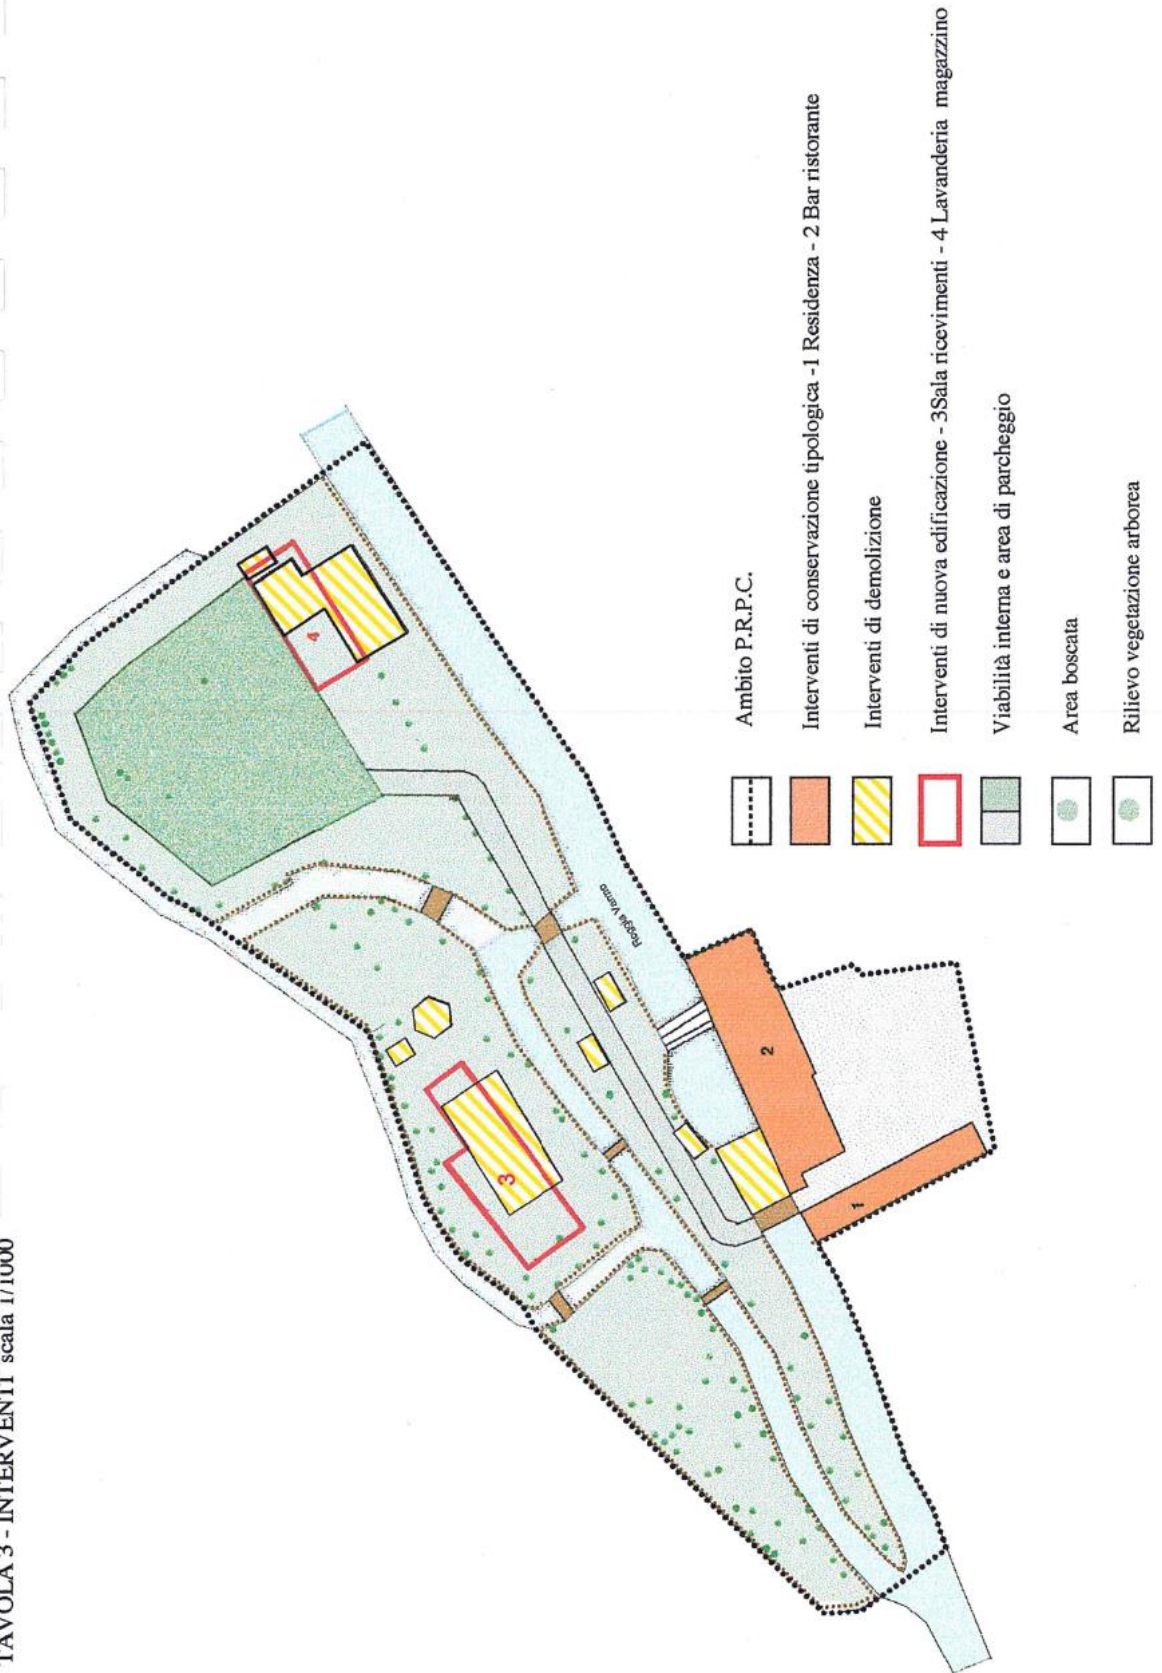 TAVOLA 3 - INTERVENTI scala 1/1000
4
3
Roggia Varmo
2
1
Ambito P.R.P.C.
Interventi di conservazione tipologica -1 Residenza - 2 Bar ristorante
Interventi di demolizione
Interventi di nuova edificazione - 3Sala ricevimenti - 4 Lavanderia magazzino
Viabilità interna e area di parcheggio
Area boscata
Rilievo vegetazione arborea